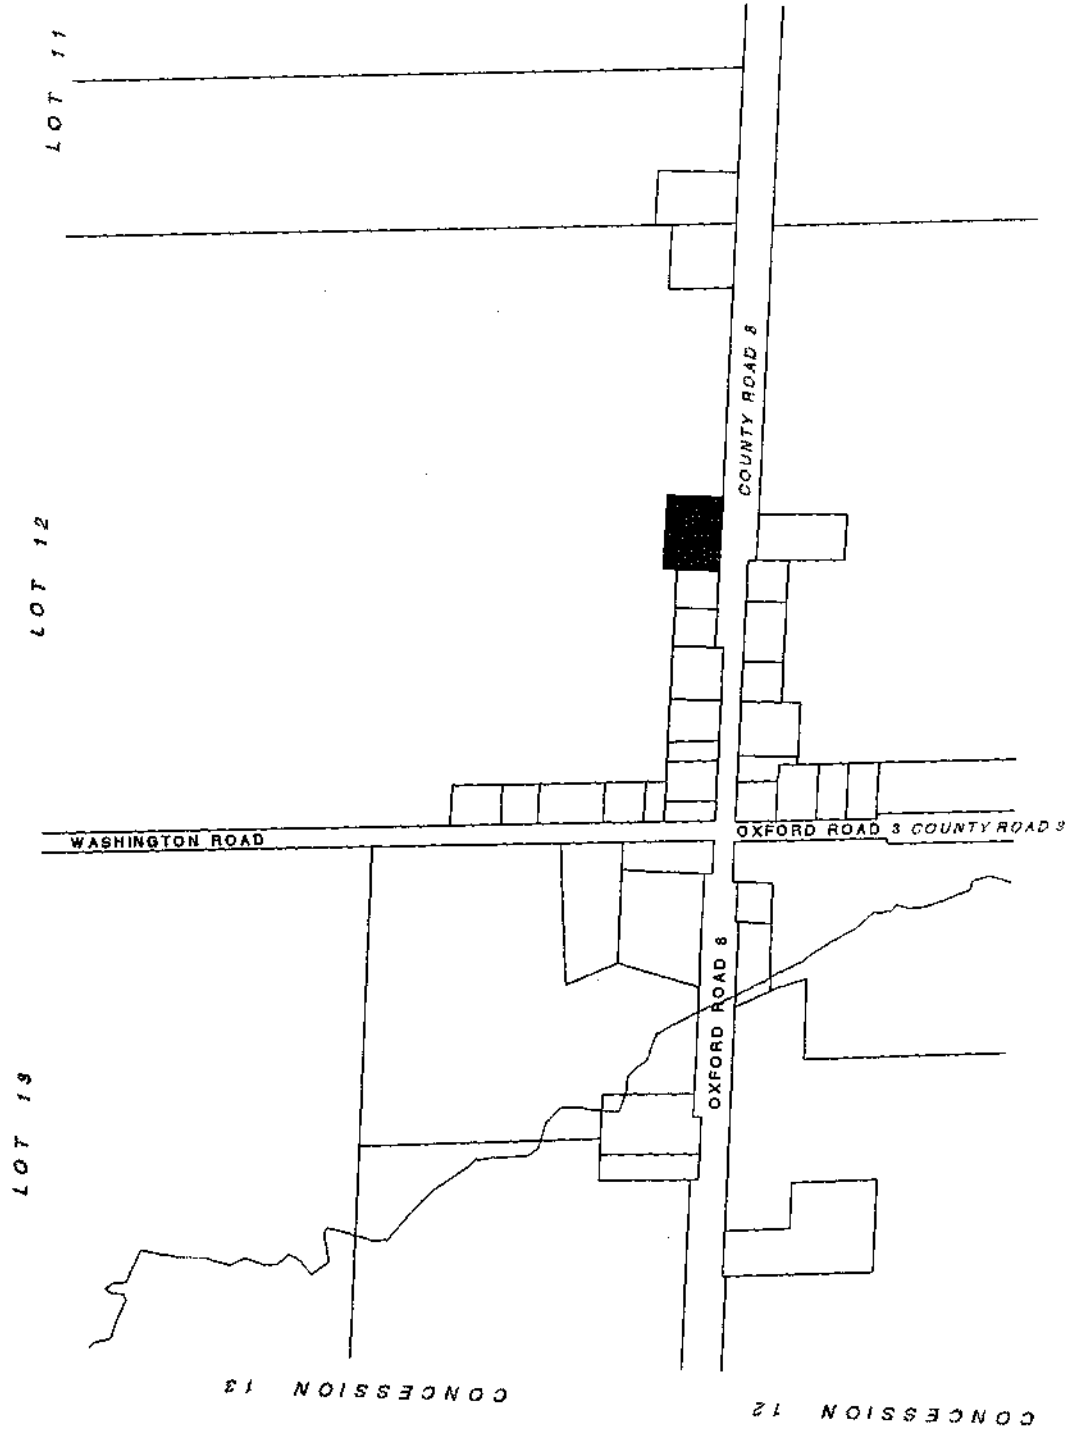 LOT 11
COUNTY ROAD 8
LOT 12
WASHINGTON ROAD
OXFORD ROAD 3 COUNTY ROAD 3
OXFORD ROAD 8
LOT 13
CONCESSION 13
CONCESSION 12